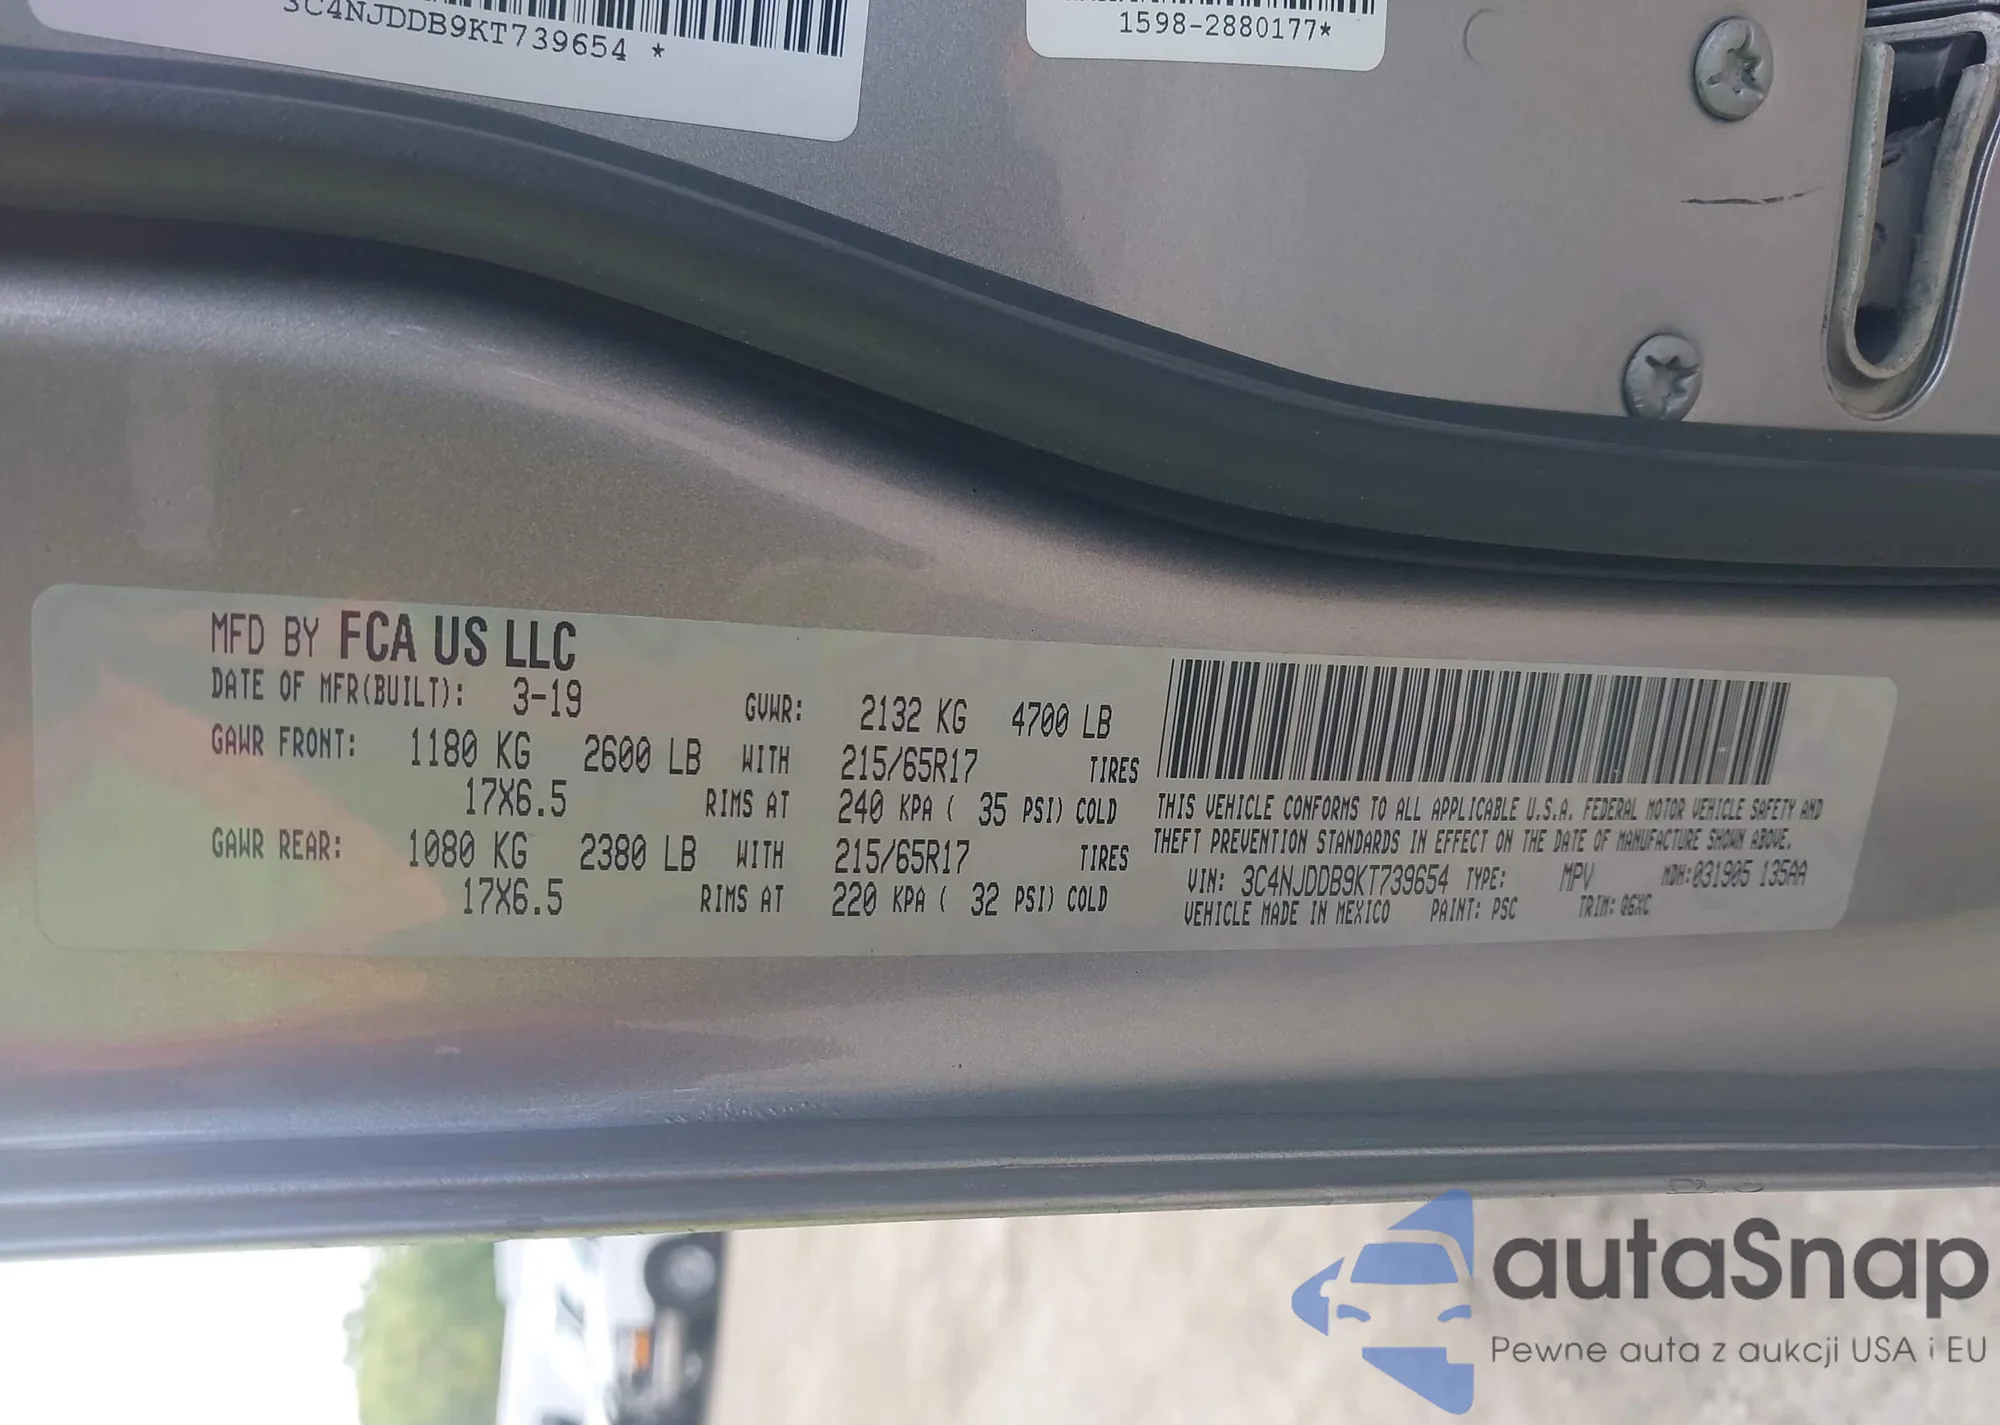 3C4NJDDB9KT739654 *
1598-2880177*
MFD BY FCA US LLC
DATE OF MFR(BUILT): 3-19 GVWR: 2132 KG 4700 LB
GAWR FRONT: 1180 KG 2600 LB WITH 215/65R17 TIRES
17X6.5 RIMS AT 240 KPA ( 35 PSI) COLD
GAWR REAR: 1080 KG 2380 LB WITH 215/65R17 TIRES
17X6.5 RIMS AT 220 KPA ( 32 PSI) COLD
THIS VEHICLE CONFORMS TO ALL APPLICABLE U.S.A. FEDERAL MOTOR VEHICLE SAFETY AND
THEFT PREVENTION STANDARDS IN EFFECT ON THE DATE OF MANUFACTURE SHOWN ABOVE.
VIN: 3C4NJDDB9KT739654 TYPE: MPV MDH:031905 135AA
VEHICLE MADE IN MEXICO PAINT: PSC TRIM: Q6XC
autaSnap
Pewne auta z aukcji USA i EU